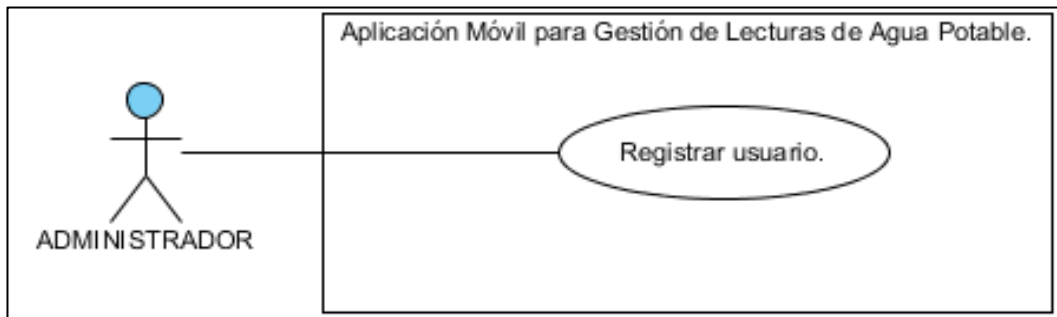 Aplicación Móvil para Gestión de Lecturas de Agua Potable.
Registrar usuario.
ADMINISTRADOR